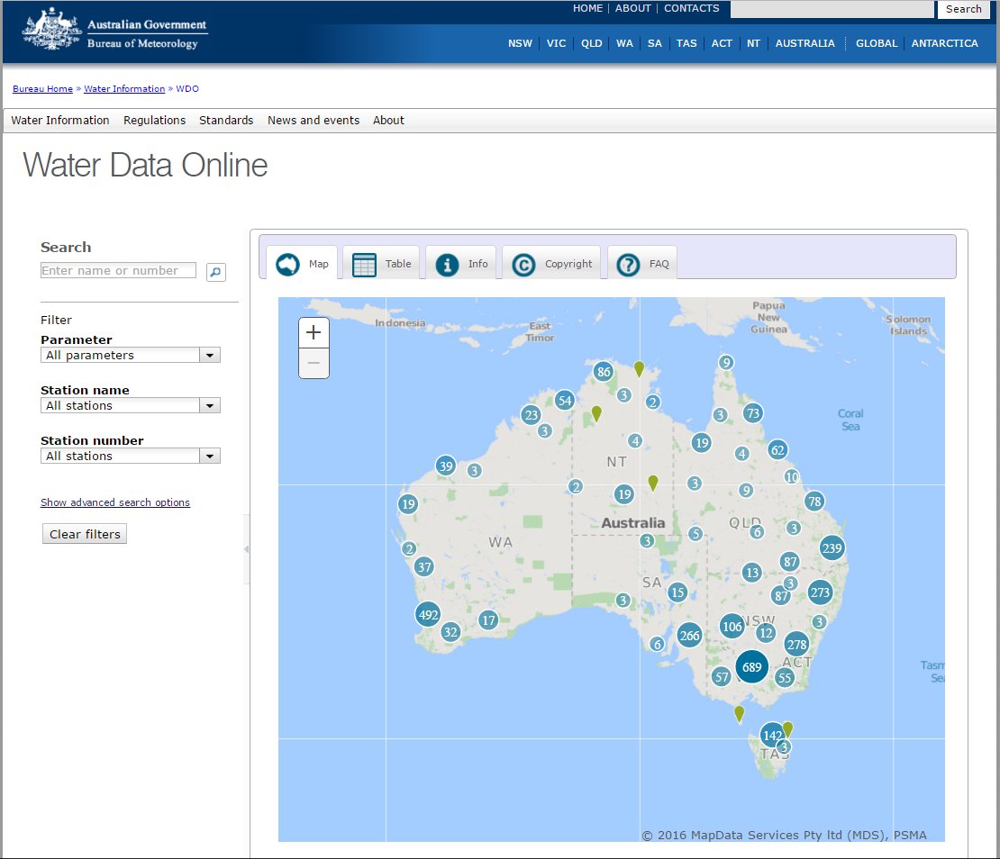 HOME | ABOUT | CONTACTS
Search
Australian Government
Bureau of Meteorology
NSW VIC QLD WA SA TAS ACT NT AUSTRALIA GLOBAL ANTARCTICA
Bureau Home » Water Information » WDO
Water Information Regulations Standards News and events About
Water Data Online
Search
Enter name or number
Filter
Parameter
All parameters
Station name
All stations
Station number
All stations
Show advanced search options
Clear filters
Map Table Info Copyright FAQ
+
−
Indonesia
East
Timor
Papua
New
Guinea
Solomon
Islands
9
86
3
2
54
23
3
3
73
Coral
Sea
4
19
4
62
NT
39
3
10
2
19
3
9
78
19
Australia
QLD
3
6
5
3
WA
2
239
37
87
13
SA
3
15
87
273
3
492
17
32
NSW
106
12
3
266
6
278
ACT
689
57
55
Tasm
Sea
142
3
TAS
© 2016 MapData Services Pty ltd (MDS), PSMA